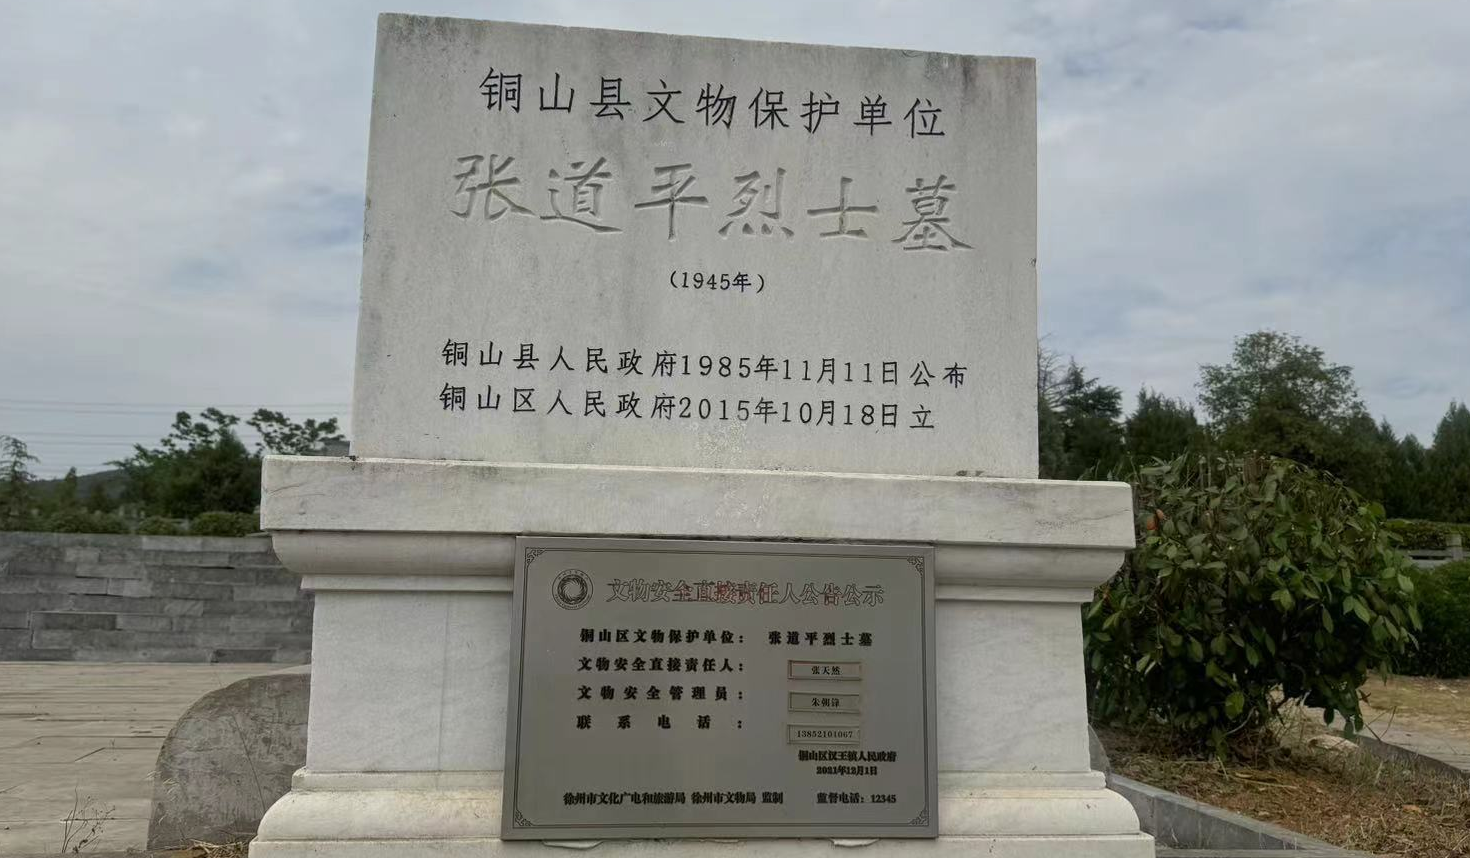 铜山县文物保护单位
张道平烈士墓
（1945年）
铜山县人民政府1985年11月11日公布
铜山区人民政府2015年10月18日立
文物安全直接责任人公告公示
铜山区文物保护单位： 张道平烈士墓
文物安全直接责任人： 张天然
文物安全管理员： 朱朝锋
联系电话： 13852101067
铜山区汉王镇人民政府
2021年12月1日
徐州市文化广电和旅游局 徐州市文物局 监制 监督电话：12345